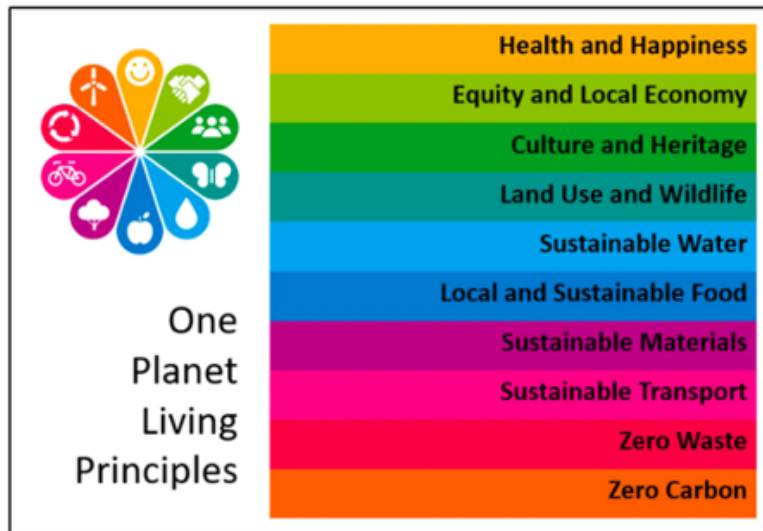 One
Planet
Living
Principles
Health and Happiness
Equity and Local Economy
Culture and Heritage
Land Use and Wildlife
Sustainable Water
Local and Sustainable Food
Sustainable Materials
Sustainable Transport
Zero Waste
Zero Carbon